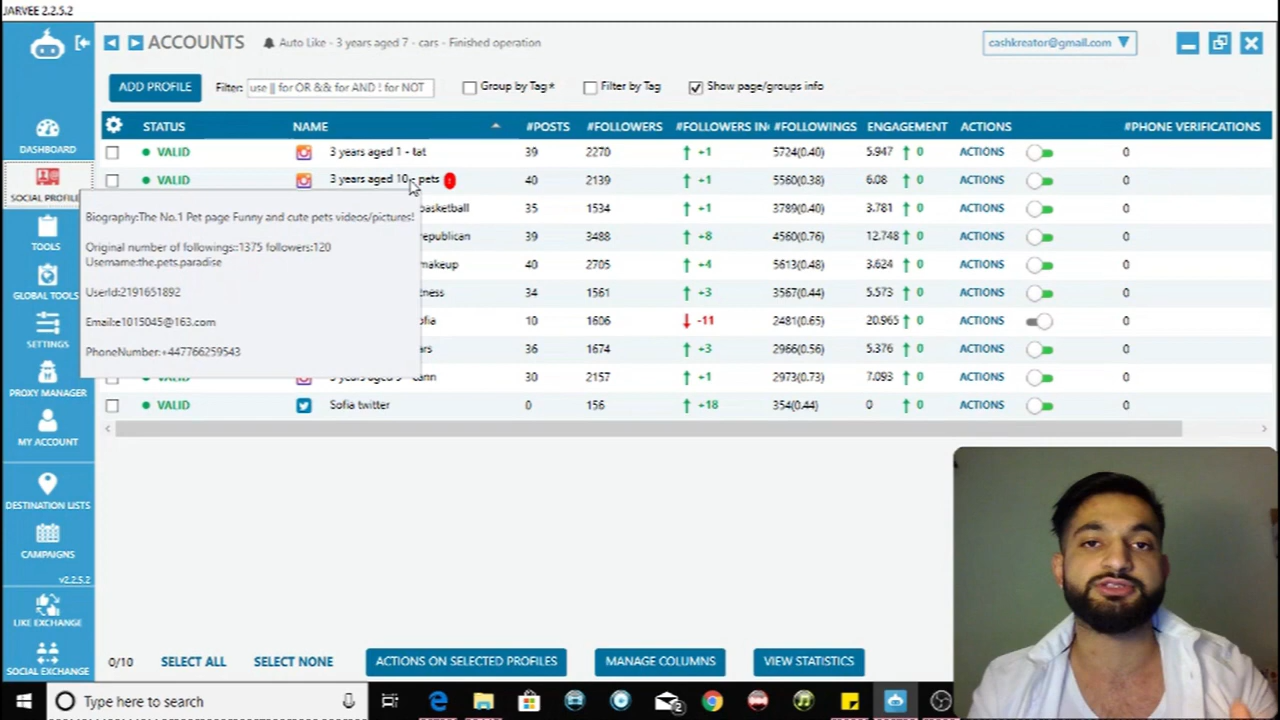 JARVEE 2.2.5.2
ACCOUNTS
Auto Like - 3 years aged 7 - cars - Finished operation
cashkreator@gmail.com
ADD PROFILE
Filter:
use || for OR && for AND ! for NOT
Group by Tag*
Filter by Tag
Show page/groups info
STATUS NAME #POSTS #FOLLOWERS #FOLLOWERS IN #FOLLOWINGS ENGAGEMENT ACTIONS #PHONE VERIFICATIONS
VALID 3 years aged 1 - tat 39 2270 +1 5724(0.40) 5.947 0 ACTIONS 0
VALID 3 years aged 10 - pets 40 2139 +1 5560(0.38) 6.08 0 ACTIONS 0
basketball 35 1534 +1 3789(0.40) 3.781 0 ACTIONS 0
republican 39 3488 +8 4560(0.76) 12.748 0 ACTIONS 0
makeup 40 2705 +4 5613(0.48) 3.624 0 ACTIONS 0
34 1561 +3 3567(0.44) 5.573 0 ACTIONS 0
10 1606 -11 2481(0.65) 20.965 0 ACTIONS 0
36 1674 +3 2966(0.56) 5.376 0 ACTIONS 0
VALID 30 2157 +1 2973(0.73) 7.093 0 ACTIONS 0
VALID Sofia twitter 0 156 +18 354(0.44) 0 0 ACTIONS 0
Biography:The No.1 Pet page Funny and cute pets videos/pictures!
Original number of followings::1375 followers:120
Username:the.pets.paradise
UserId:2191651892
Email:e1015045@163.com
PhoneNumber:+447766259543
DASHBOARD
SOCIAL PROFILE
TOOLS
GLOBAL TOOLS
SETTINGS
PROXY MANAGER
MY ACCOUNT
DESTINATION LISTS
CAMPAIGNS
v2.2.5.2
LIKE EXCHANGE
SOCIAL EXCHANGE
0/10
SELECT ALL
SELECT NONE
ACTIONS ON SELECTED PROFILES
MANAGE COLUMNS
VIEW STATISTICS
Type here to search
2